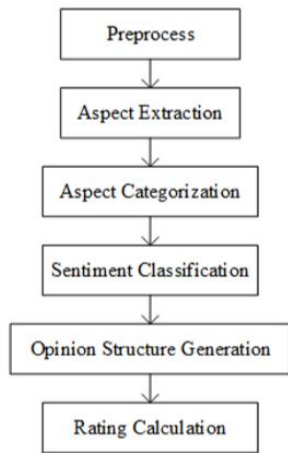 Preprocess
Aspect Extraction
Aspect Categorization
Sentiment Classification
Opinion Structure Generation
Rating Calculation